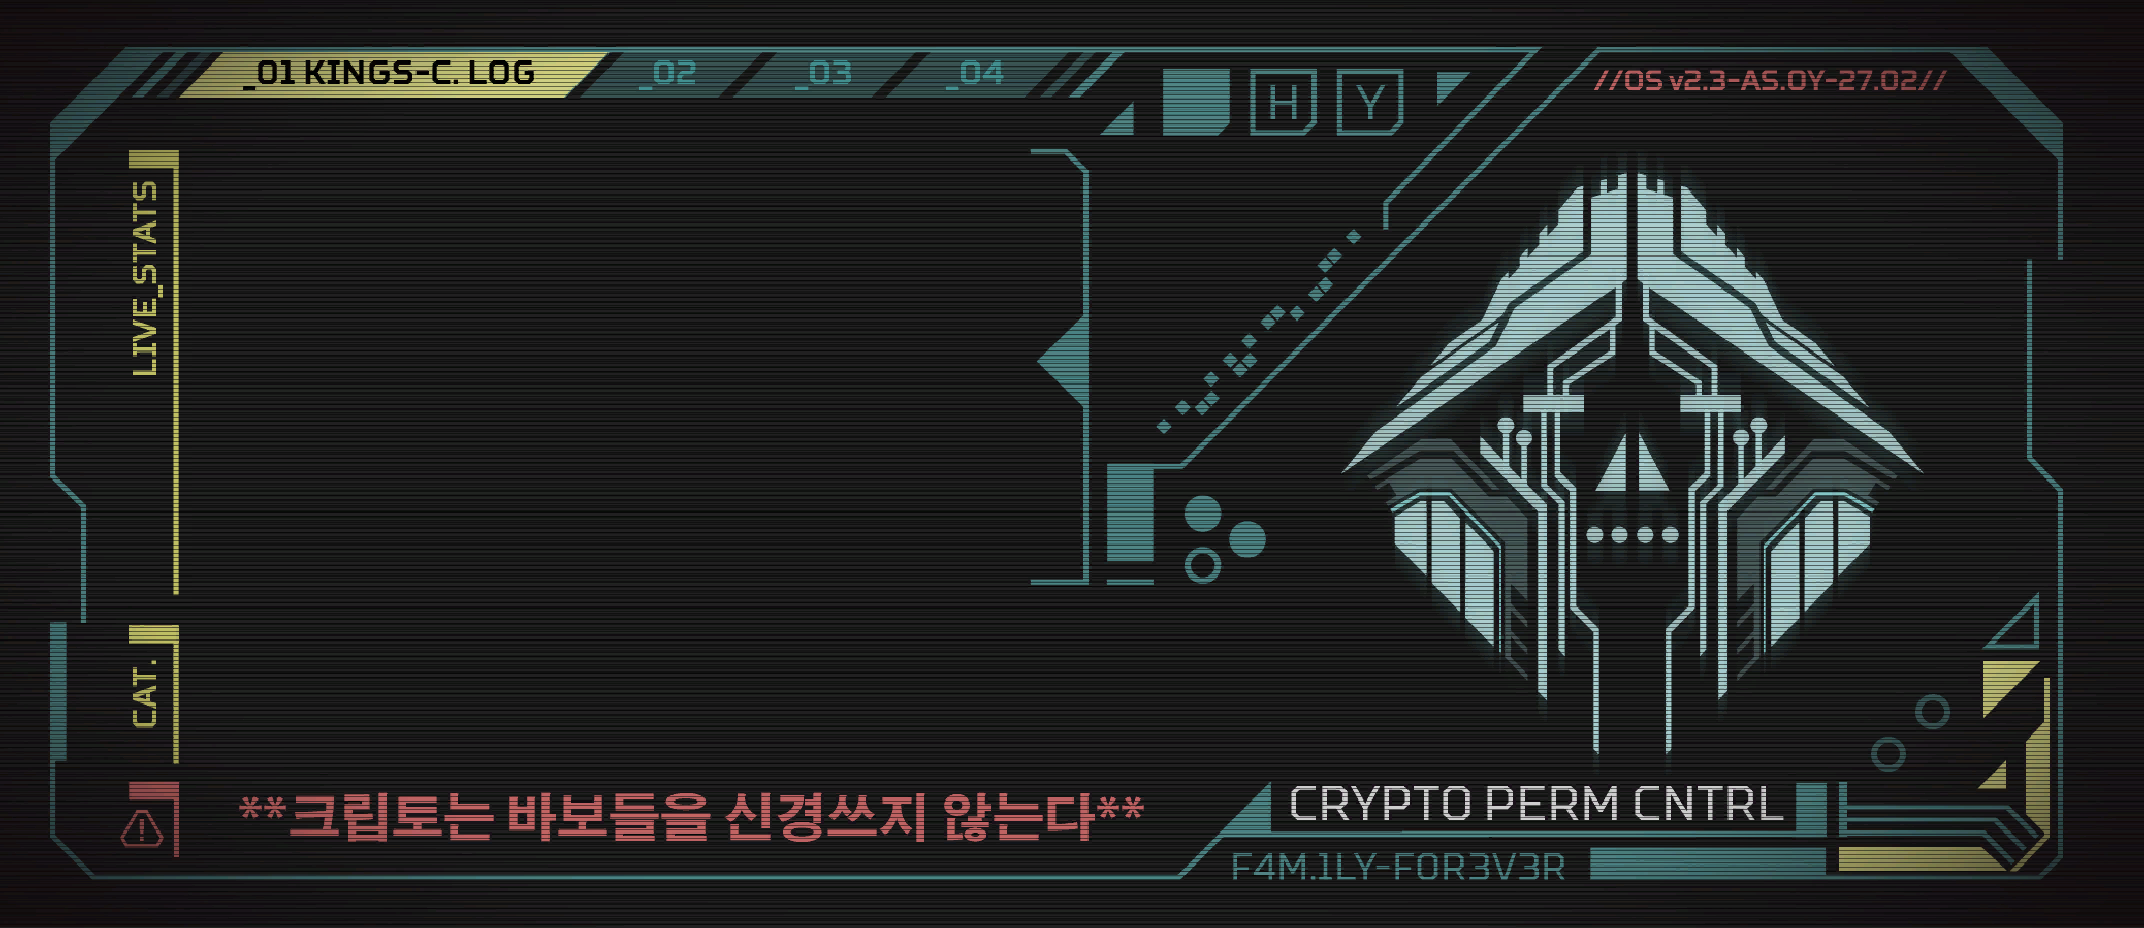 _01 KINGS-C. LOG
_02
_03
_04
H
Y
//OS v2.3-AS.OY-27.02//
LIVE_STATS
CAT.
**크립토는 바보들을 신경쓰지 않는다**
CRYPTO PERM CNTRL
F4M.1LY-F0R3V3R